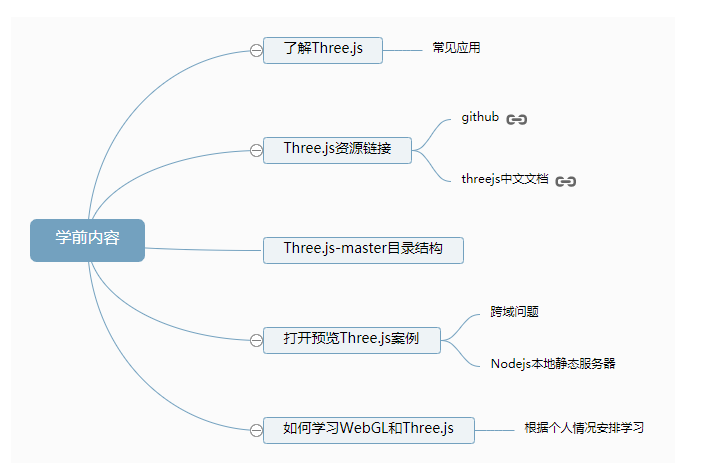 学前内容
了解Three.js
常见应用
Three.js资源链接
github
threejs中文文档
Three.js-master目录结构
打开预览Three.js案例
跨域问题
Nodejs本地静态服务器
如何学习WebGL和Three.js
根据个人情况安排学习